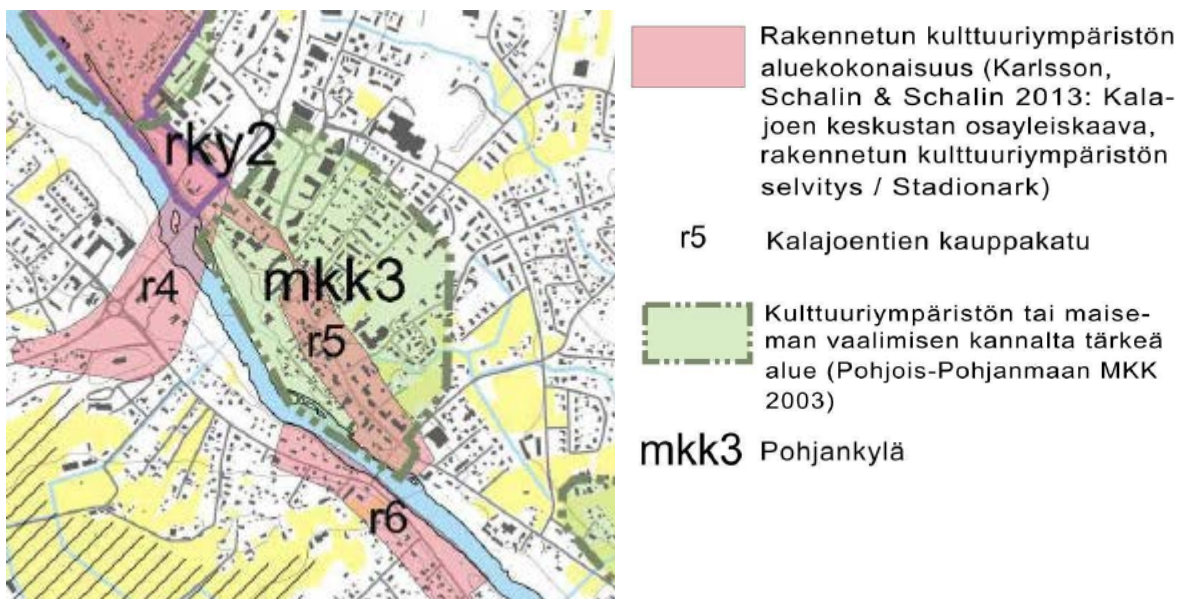 rky2
mkk3
r4
r5
r6
Rakennetun kulttuuriympäristön
aluekokonaisuus (Karlsson,
Schalin & Schalin 2013: Kala-
joen keskustan osayleiskaava,
rakennetun kulttuuriympäristön
selvitys / Stadionark)
r5 Kalajoentien kauppakatu
Kulttuuriympäristön tai maise-
man vaalimisen kannalta tärkeä
alue (Pohjois-Pohjanmaan MKK
2003)
mkk3 Pohjankylä